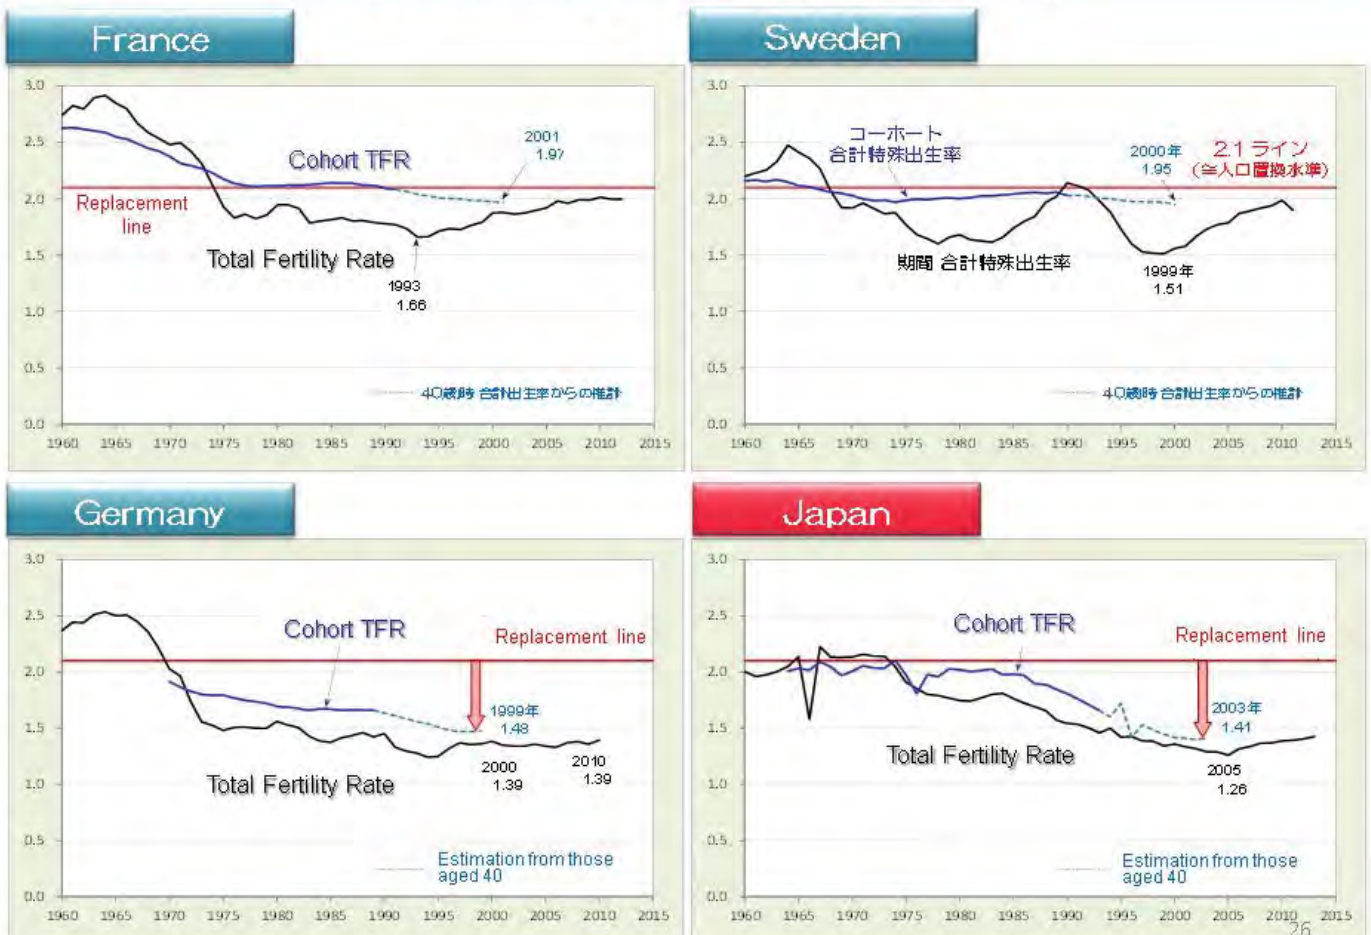 France
3.0
2.5
2.0
1.5
1.0
0.5
0.0
2001
1.97
Cohort TFR
Replacement
line
Total Fertility Rate
1993
1.66
40歳時 合計出生率からの推計
1960 1965 1970 1975 1980 1985 1990 1995 2000 2005 2010 2015
Sweden
3.0
2.5
2.0
1.5
1.0
0.5
0.0
コーホート
合計特殊出生率
2000年
1.95
2.1 ライン
(≅人口置換水準)
期間 合計特殊出生率
1999年
1.51
40歳時 合計出生率からの推計
1960 1965 1970 1975 1980 1985 1990 1995 2000 2005 2010 2015
Germany
3.0
2.5
2.0
1.5
1.0
0.5
0.0
Cohort TFR
Replacement line
1999年
1.48
Total Fertility Rate
2000
1.39
2010
1.39
Estimation from those
aged 40
1960 1965 1970 1975 1980 1985 1990 1995 2000 2005 2010 2015
Japan
3.0
2.5
2.0
1.5
1.0
0.5
0.0
Cohort TFR
Replacement line
2003年
1.41
Total Fertility Rate
2005
1.26
Estimation from those
aged 40
1960 1965 1970 1975 1980 1985 1990 1995 2000 2005 2010 2015
26